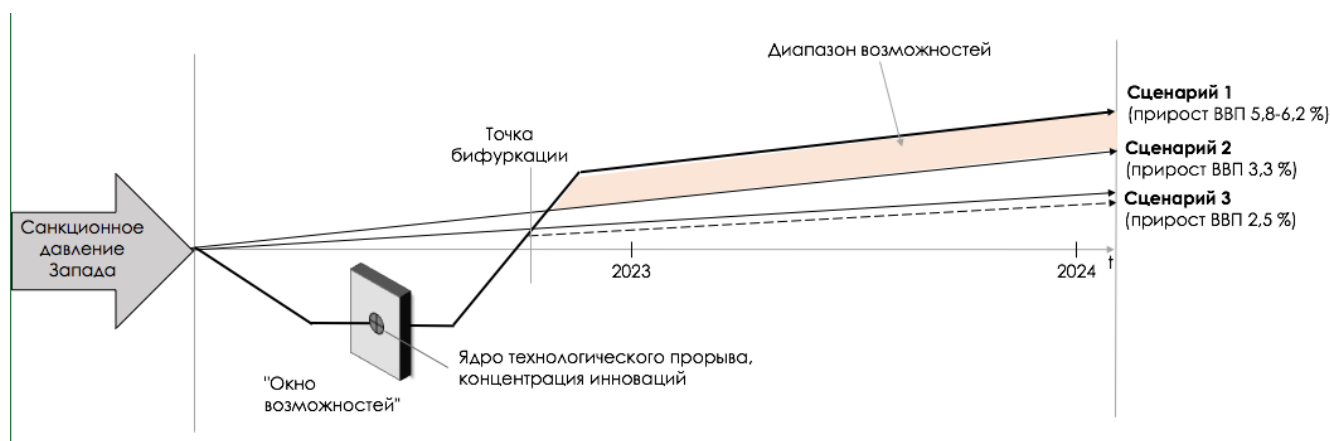 Диапазон возможностей
Сценарий 1
(прирост ВВП 5,8-6,2 %)
Точка
бифуркации
Сценарий 2
(прирост ВВП 3,3 %)
Сценарий 3
(прирост ВВП 2,5 %)
Санкционное
давление
Запада
2023
2024
t
Ядро технологического прорыва,
концентрация инноваций
"Окно
возможностей"